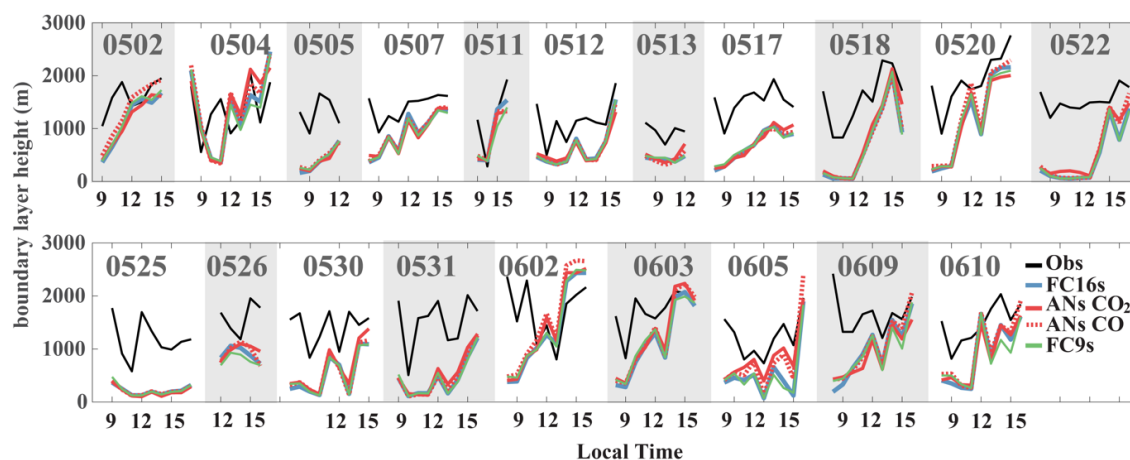 boundary layer height (m)
3000
2000
1000
0
0502 0504 0505 0507 0511 0512 0513 0517 0518 0520 0522
9 12 15 9 12 15 9 12 9 12 15 9 12 15 9 12 15 9 12 9 12 15 9 12 15 9 12 15 9 12 15
3000
2000
1000
0
0525 0526 0530 0531 0602 0603 0605 0609 0610
9 12 15 12 15 12 15 9 12 15 9 12 15 9 12 15 9 12 15 9 12 15 9 12 15
Obs
FC16s
ANs CO₂
ANs CO
FC9s
Local Time